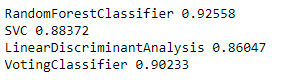 RandomForestClassifier 0.92558
SVC 0.88372
LinearDiscriminantAnalysis 0.86047
VotingClassifier 0.90233